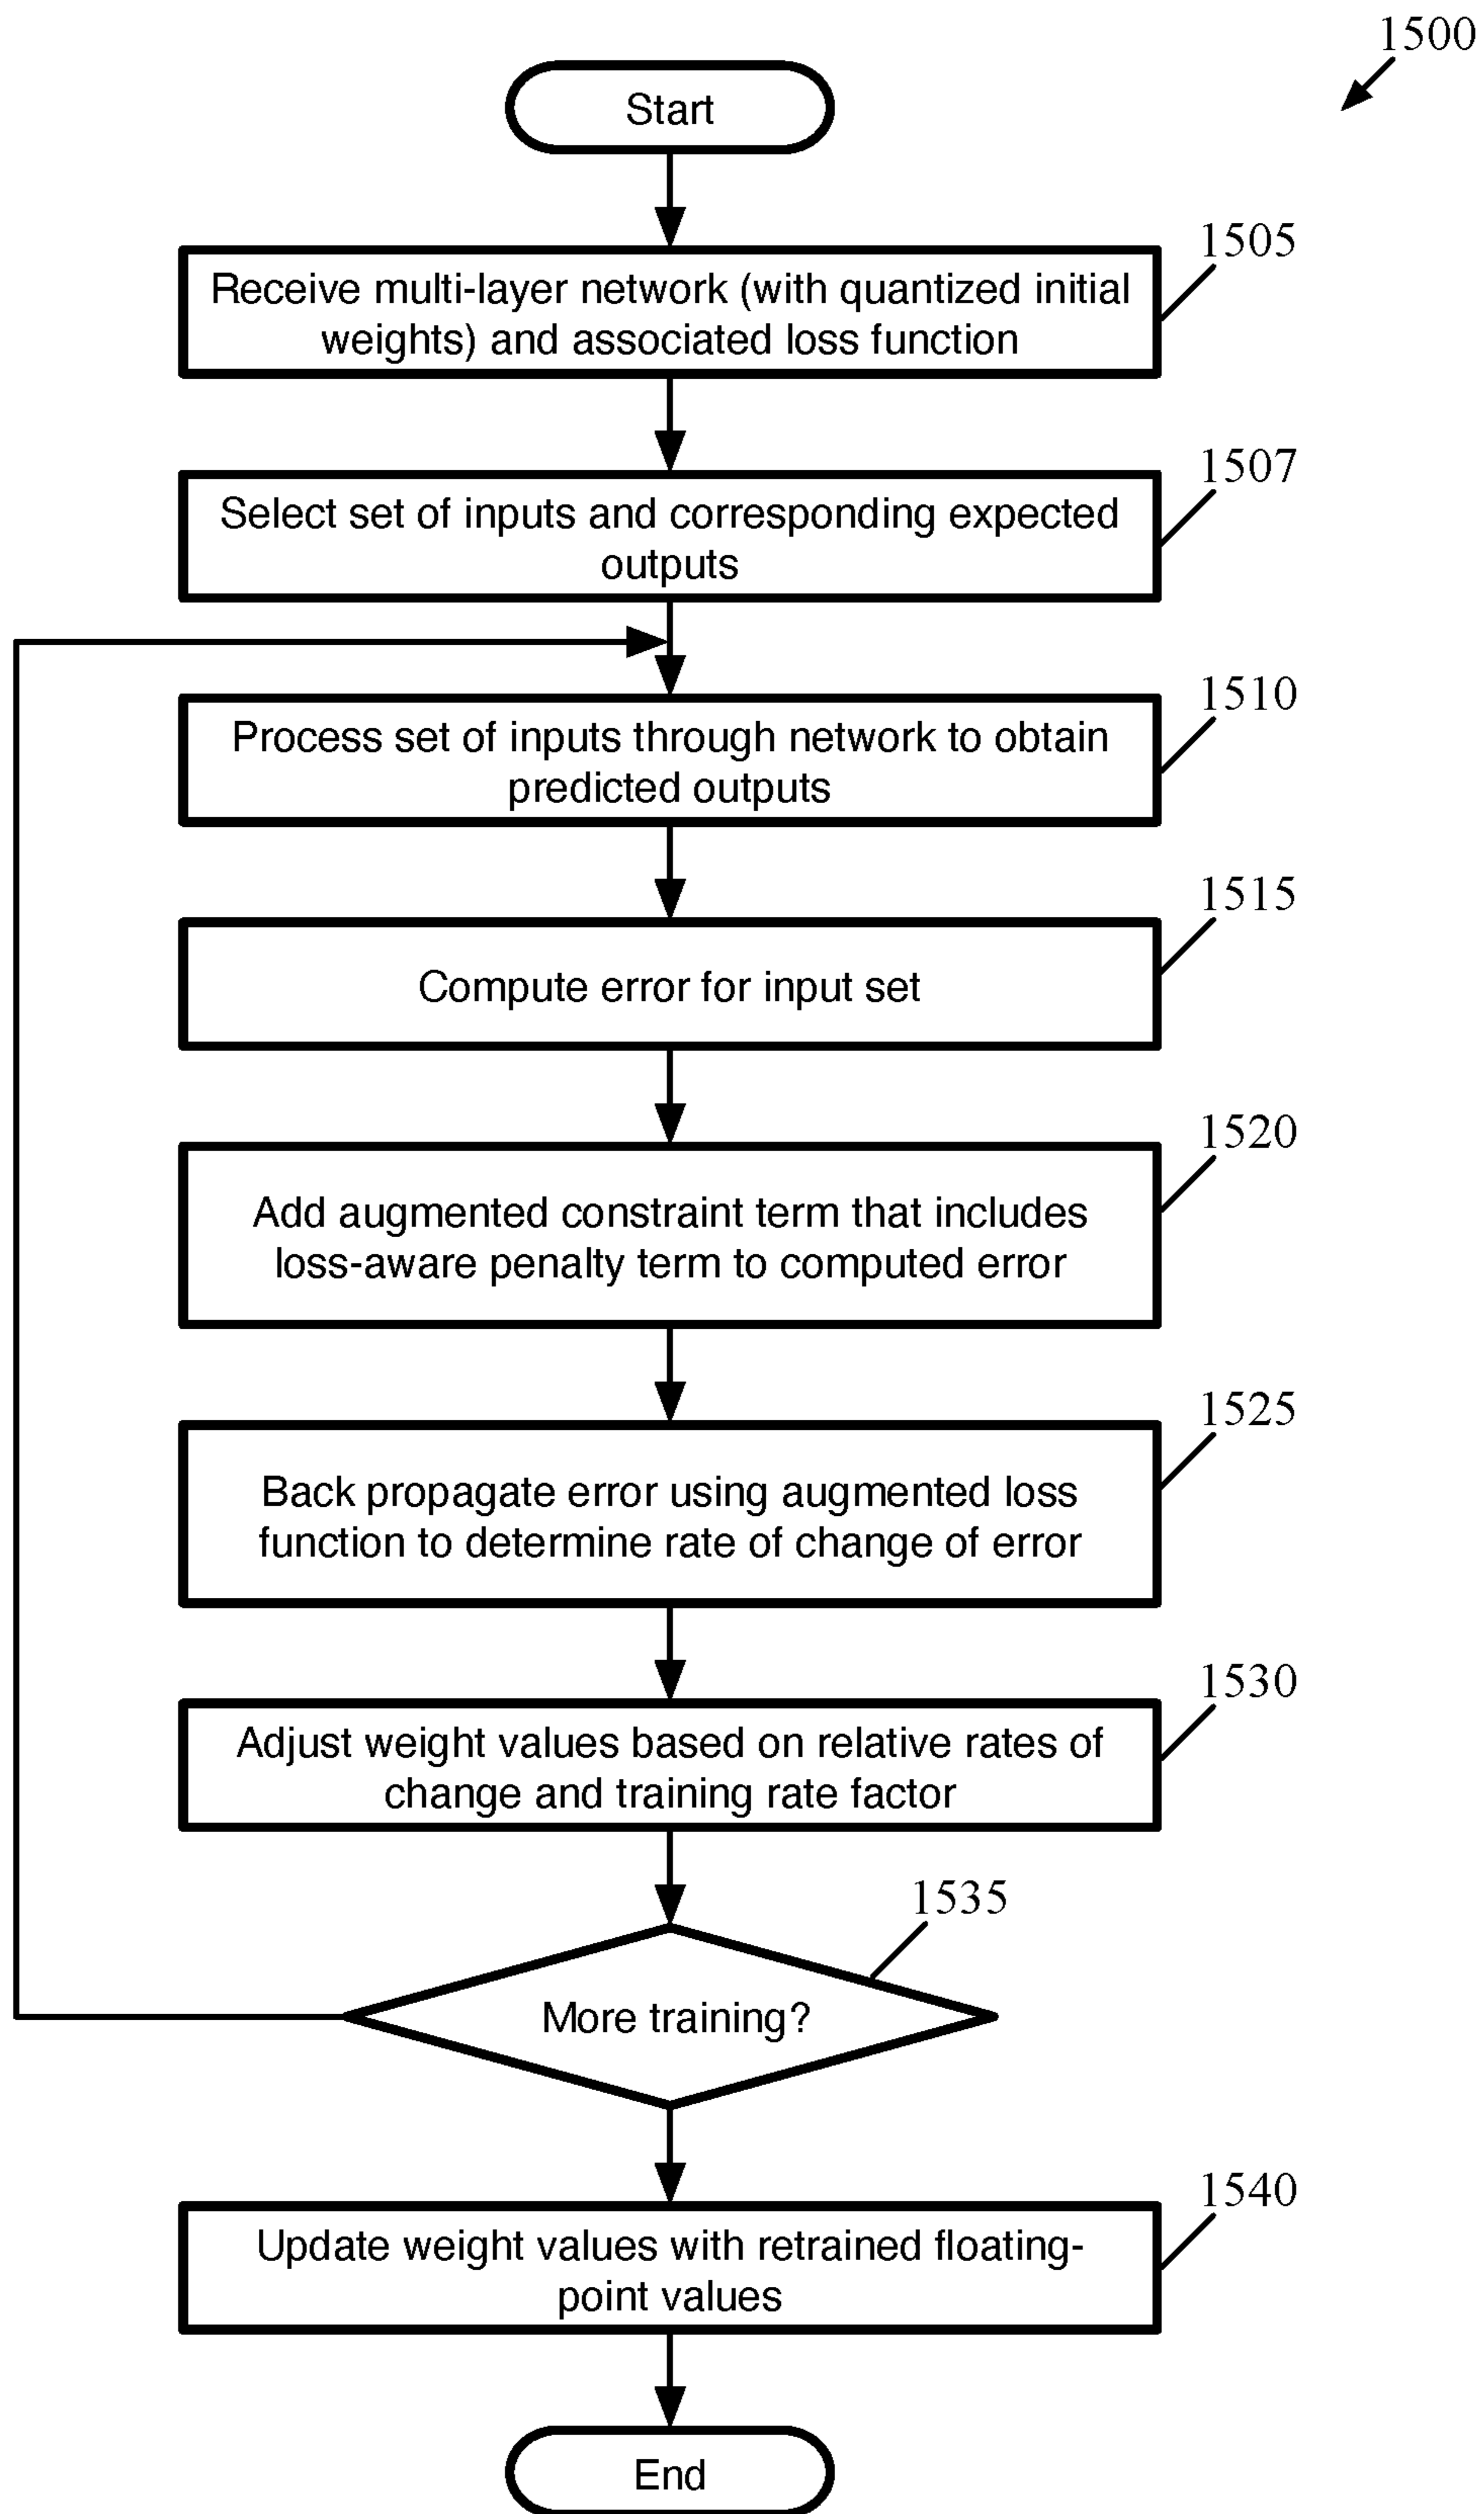 1500
Start
1505
Receive multi-layer network (with quantized initial
weights) and associated loss function
1507
Select set of inputs and corresponding expected
outputs
1510
Process set of inputs through network to obtain
predicted outputs
1515
Compute error for input set
1520
Add augmented constraint term that includes
loss-aware penalty term to computed error
1525
Back propagate error using augmented loss
function to determine rate of change of error
1530
Adjust weight values based on relative rates of
change and training rate factor
1535
More training?
1540
Update weight values with retrained floating-
point values
End